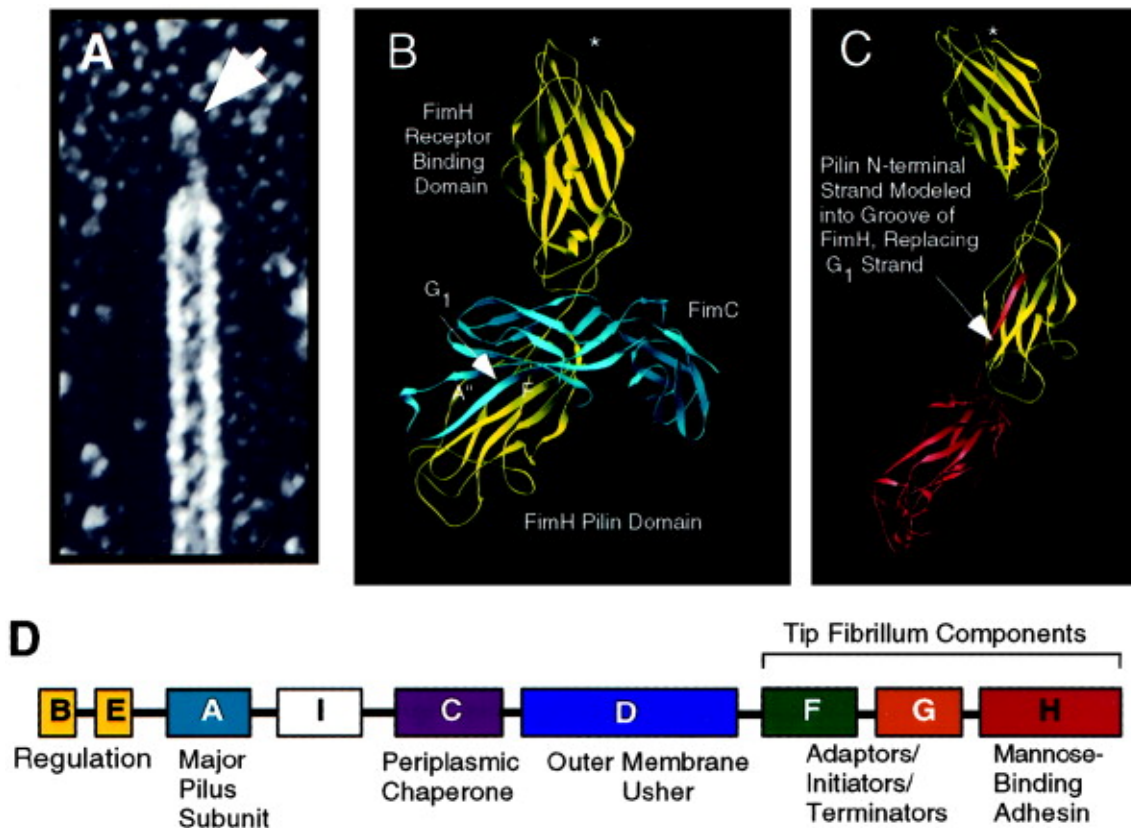 A
B
*
FimH
Receptor
Binding
Domain
G1
FimC
A"
F
FimH Pilin Domain
C
*
Pilin N-terminal
Strand Modeled
into Groove of
FimH, Replacing
G1 Strand
D
Tip Fibrillum Components
B E A I C D F G H
Regulation
Major
Pilus
Subunit
Periplasmic
Chaperone
Outer Membrane
Usher
Adaptors/
Initiators/
Terminators
Mannose-
Binding
Adhesin